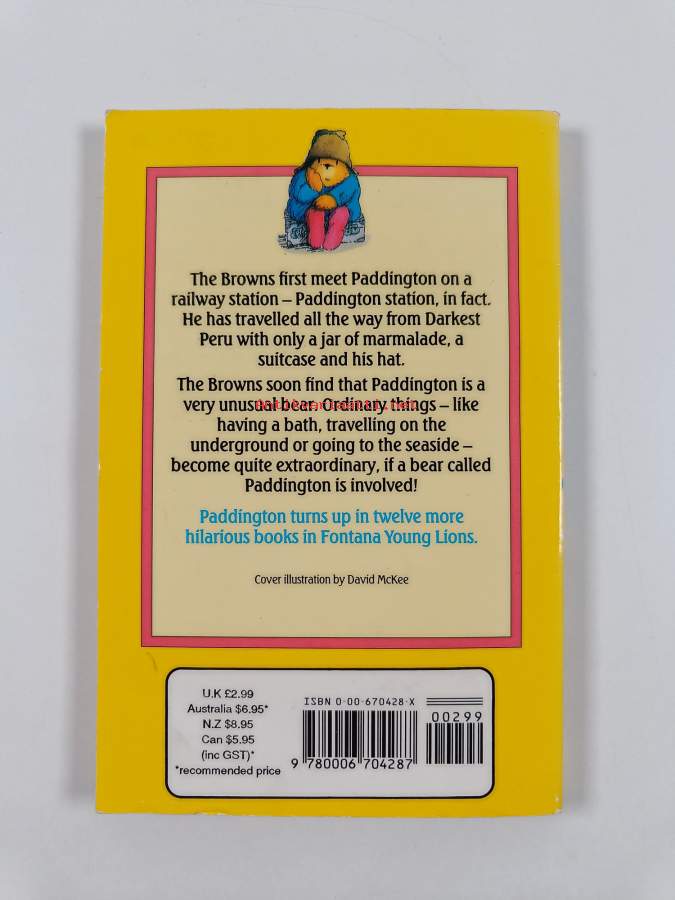 The Browns first meet Paddington on a
railway station – Paddington station, in fact.
He has travelled all the way from Darkest
Peru with only a jar of marmalade, a
suitcase and his hat.
The Browns soon find that Paddington is a
very unusual bear. Ordinary things – like
having a bath, travelling on the
underground or going to the seaside –
become quite extraordinary, if a bear called
Paddington is involved!
Paddington turns up in twelve more
hilarious books in Fontana Young Lions.
Cover illustration by David McKee
U.K £2.99
Australia $6.95*
N.Z $8.95
Can $5.95
(inc GST)*
*recommended price
ISBN 0-00-670428-X
00299
9 780006 704287